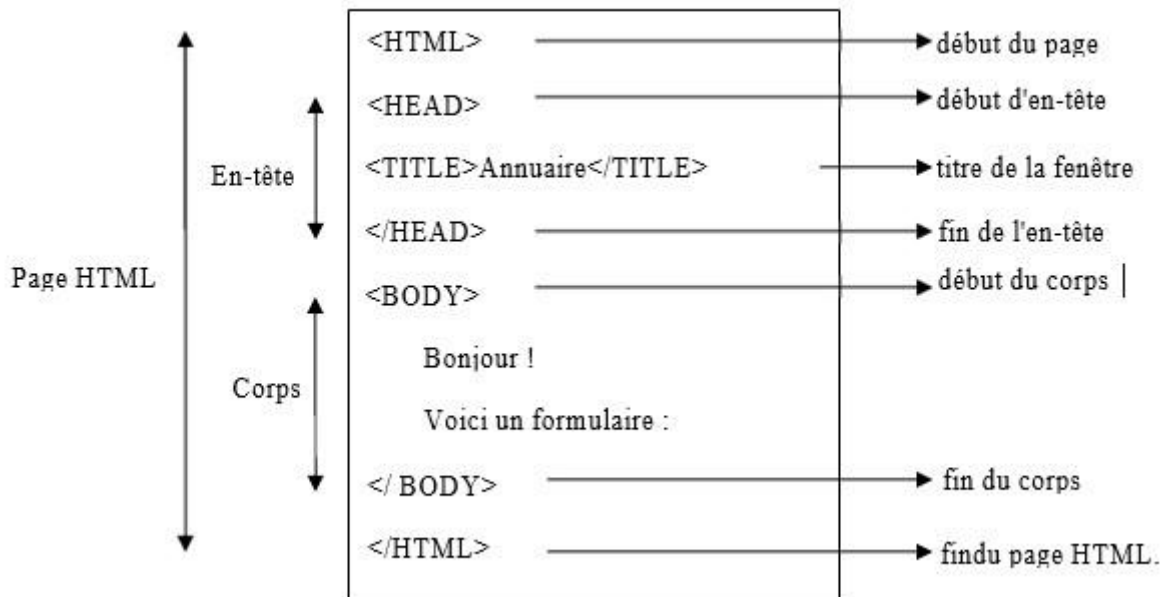 <HTML> début du page
<HEAD> début d'en-tête
En-tête <TITLE>Annuaire</TITLE> titre de la fenêtre
</HEAD> fin de l'en-tête
Page HTML <BODY> début du corps
Bonjour !
Corps
Voici un formulaire :
</ BODY> fin du corps
</HTML> findu page HTML.